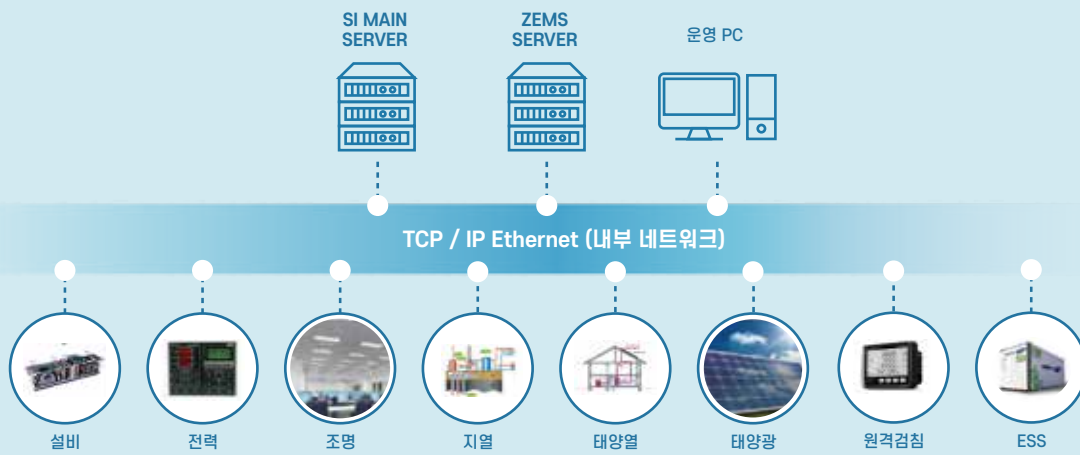 SI MAIN
SERVER
ZEMS
SERVER
운영 PC
TCP / IP Ethernet (내부 네트워크)
설비
전력
조명
지열
태양열
태양광
원격검침
ESS